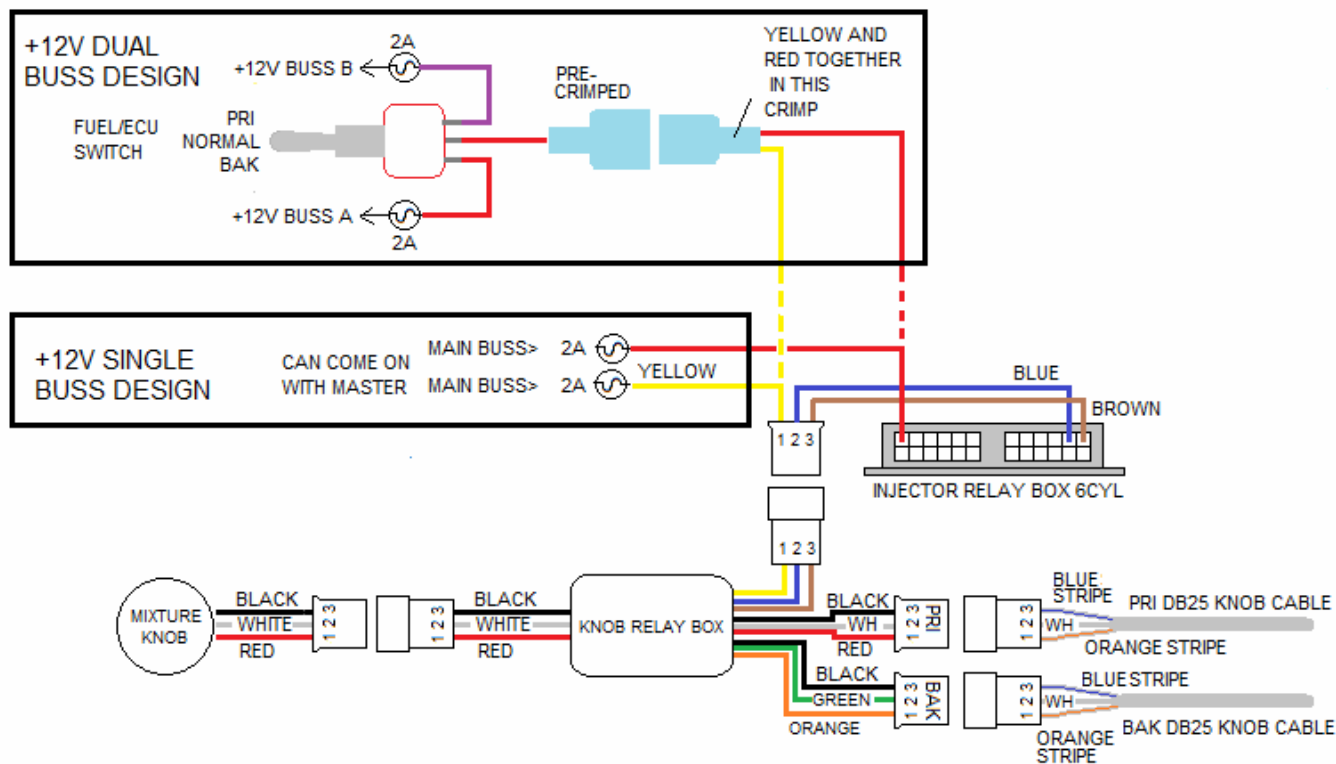 +12V DUAL
BUSS DESIGN
2A
+12V BUSS B
YELLOW AND
RED TOGETHER
IN THIS
CRIMP
PRE-
CRIMPED
FUEL/ECU
SWITCH
PRI
NORMAL
BAK
+12V BUSS A
2A
+12V SINGLE
BUSS DESIGN
CAN COME ON
WITH MASTER
MAIN BUSS> 2A
MAIN BUSS> 2A
YELLOW
BLUE
BROWN
1 2 3
INJECTOR RELAY BOX 6CYL
1 2 3
MIXTURE
KNOB
BLACK
WHITE
RED
1 2 3
1 2 3
BLACK
WHITE
RED
KNOB RELAY BOX
BLACK
WH
RED
1 2 3
PRI
1 2 3
BLUE
STRIPE
WH
ORANGE STRIPE
PRI DB25 KNOB CABLE
BLACK
GREEN
ORANGE
1 2 3
BAK
1 2 3
BLUE STRIPE
WH
ORANGE
STRIPE
BAK DB25 KNOB CABLE